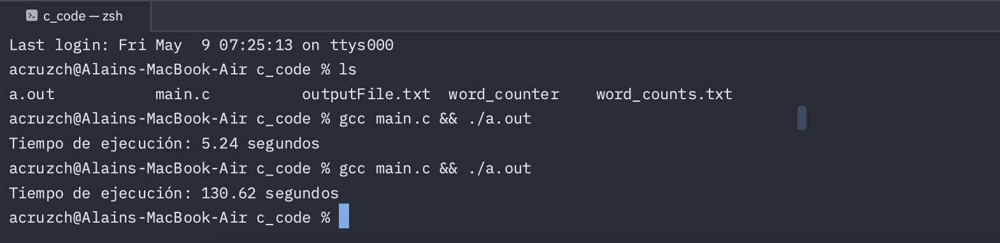 c_code — zsh
Last login: Fri May  9 07:25:13 on ttys000
acruzch@Alains-MacBook-Air c_code % ls
a.out           main.c          outputFile.txt  word_counter    word_counts.txt
acruzch@Alains-MacBook-Air c_code % gcc main.c && ./a.out
Tiempo de ejecución: 5.24 segundos
acruzch@Alains-MacBook-Air c_code % gcc main.c && ./a.out
Tiempo de ejecución: 130.62 segundos
acruzch@Alains-MacBook-Air c_code %